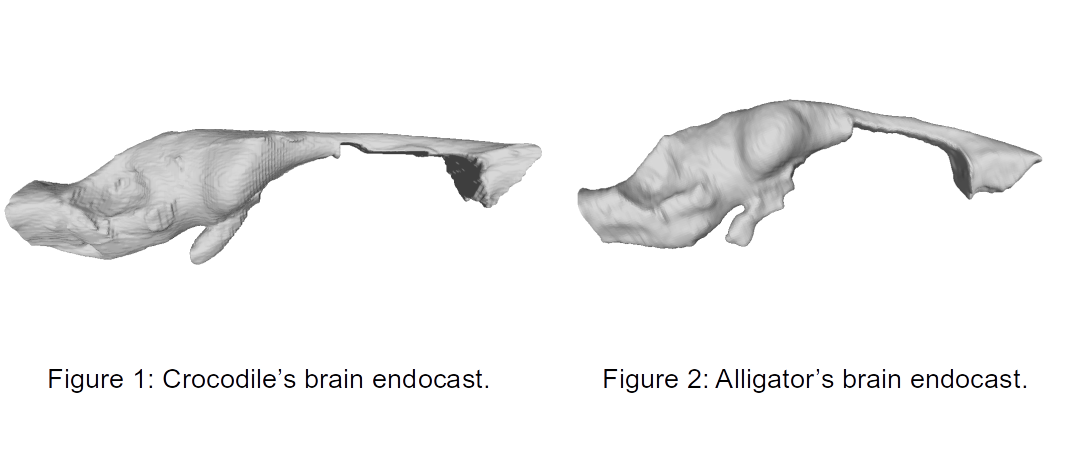 Figure 1: Crocodile’s brain endocast.
Figure 2: Alligator’s brain endocast.